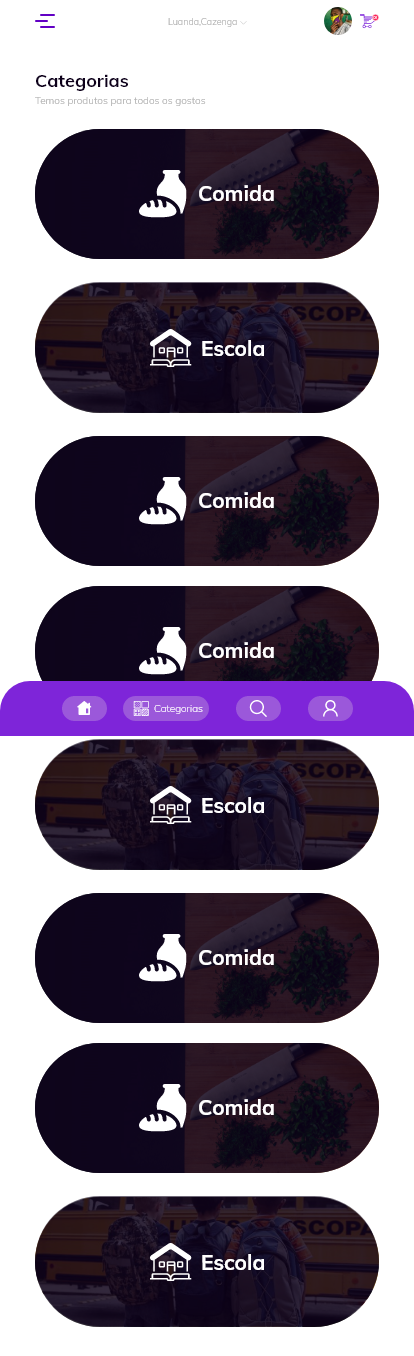 Luanda,Cazenga
Categorias
Temos produtos para todos os gostos
Comida
Escola
Comida
Comida
Categorias
Escola
Comida
Comida
Escola